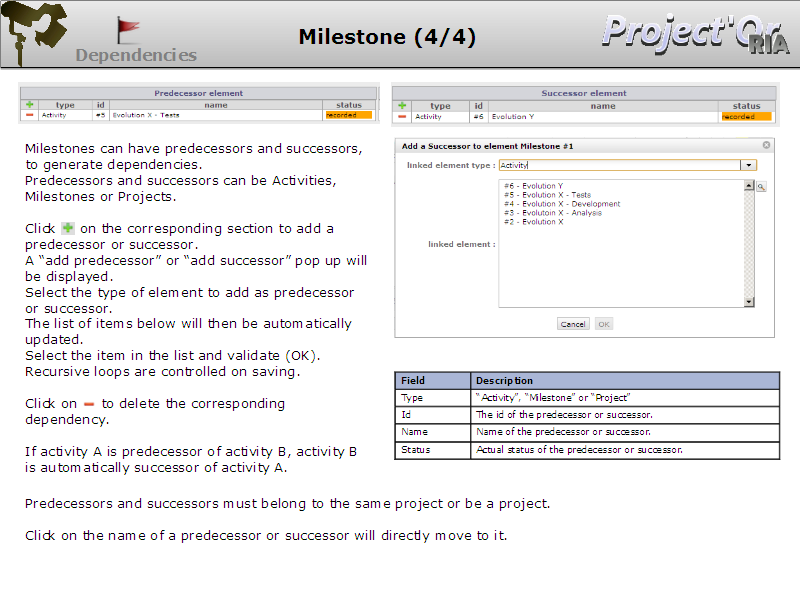 Dependencies
Milestone (4/4)
Project'Or
RIA
Predecessor element
type id name status
Activity #5 Evolution X - Tests recorded
Successor element
type id name status
Activity #6 Evolution Y recorded
Milestones can have predecessors and successors,
to generate dependencies.
Predecessors and successors can be Activities,
Milestones or Projects.
Click on the corresponding section to add a
predecessor or successor.
A “add predecessor” or “add successor” pop up will
be displayed.
Select the type of element to add as predecessor
or successor.
The list of items below will then be automatically
updated.
Select the item in the list and validate (OK).
Recursive loops are controlled on saving.
Click on to delete the corresponding
dependency.
If activity A is predecessor of activity B, activity B
is automatically successor of activity A.
Add a Successor to element Milestone #1
linked element type : Activity
#6 - Evolution Y
#5 - Evolution X - Tests
#4 - Evolution X - Development
#3 - Evolutoin X - Analysis
#2 - Evolution X
linked element :
Cancel OK
Field Description
Type “Activity”, “Milestone” or “Project”
Id The id of the predecessor or successor.
Name Name of the predecessor or successor.
Status Actual status of the predecessor or successor.
Predecessors and successors must belong to the same project or be a project.
Click on the name of a predecessor or successor will directly move to it.